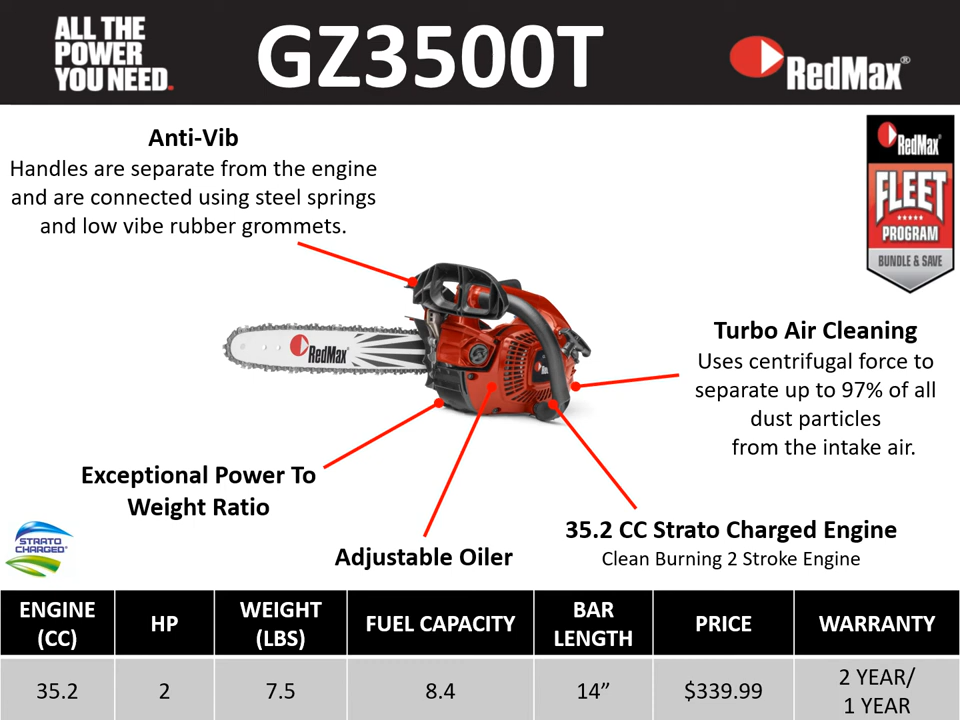 ALL THE
POWER
YOU NEED.
GZ3500T
RedMax®
Anti-Vib
Handles are separate from the engine
and are connected using steel springs
and low vibe rubber grommets.
RedMax
FLEET
PROGRAM
BUNDLE & SAVE
RedMax
Turbo Air Cleaning
Uses centrifugal force to
separate up to 97% of all
dust particles
from the intake air.
Exceptional Power To
Weight Ratio
STRATO
CHARGED
Adjustable Oiler
35.2 CC Strato Charged Engine
Clean Burning 2 Stroke Engine
ENGINE
(CC)
HP
WEIGHT
(LBS)
FUEL CAPACITY
BAR
LENGTH
PRICE
WARRANTY
35.2
2
7.5
8.4
14”
$339.99
2 YEAR/
1 YEAR